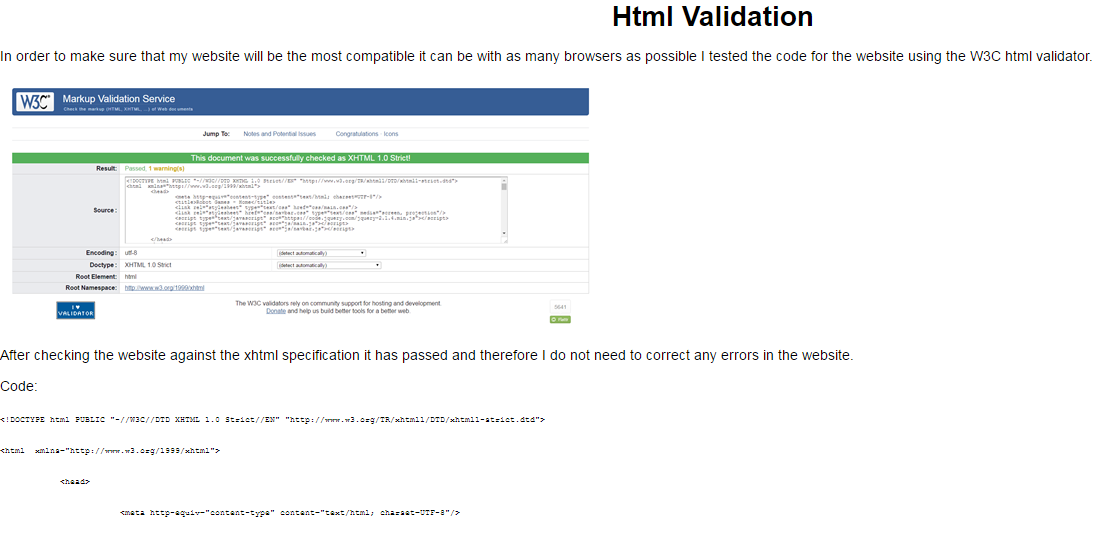 Html Validation
In order to make sure that my website will be the most compatible it can be with as many browsers as possible I tested the code for the website using the W3C html validator.
W3C Markup Validation Service
Check the markup (HTML, XHTML, …) of Web documents
Jump To: Notes and Potential Issues Congratulations · Icons
This document was successfully checked as XHTML 1.0 Strict!
Result: Passed, 1 warning(s)
Source: <!DOCTYPE html PUBLIC "-//W3C//DTD XHTML 1.0 Strict//EN" "http://www.w3.org/TR/xhtml1/DTD/xhtml1-strict.dtd">
<html xmlns="http://www.w3.org/1999/xhtml">
<head>
<meta http-equiv="content-type" content="text/html; charset=UTF-8"/>
<title>Robot Games - Home</title>
<link rel="stylesheet" type="text/css" href="css/main.css"/>
<link rel="stylesheet" href="css/navbar.css" type="text/css" media="screen, projection"/>
<script type="text/javascript" src="https://code.jquery.com/jquery-2.1.4.min.js"></script>
<script type="text/javascript" src="js/main.js"></script>
<script type="text/javascript" src="js/navbar.js"></script>
</head>
Encoding: utf-8 (detect automatically)
Doctype: XHTML 1.0 Strict (detect automatically)
Root Element: html
Root Namespace: http://www.w3.org/1999/xhtml
I ♥ VALIDATOR
The W3C validators rely on community support for hosting and development.
Donate and help us build better tools for a better web.
Flattr
After checking the website against the xhtml specification it has passed and therefore I do not need to correct any errors in the website.
Code:
<!DOCTYPE html PUBLIC "-//W3C//DTD XHTML 1.0 Strict//EN" "http://www.w3.org/TR/xhtml1/DTD/xhtml1-strict.dtd">
<html xmlns="http://www.w3.org/1999/xhtml">
<head>
<meta http-equiv="content-type" content="text/html; charset=UTF-8"/>